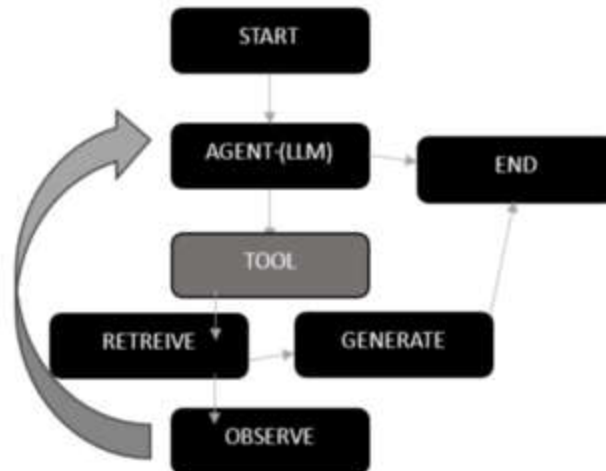 START
AGENT-(LLM)
END
TOOL
RETREIVE
GENERATE
OBSERVE